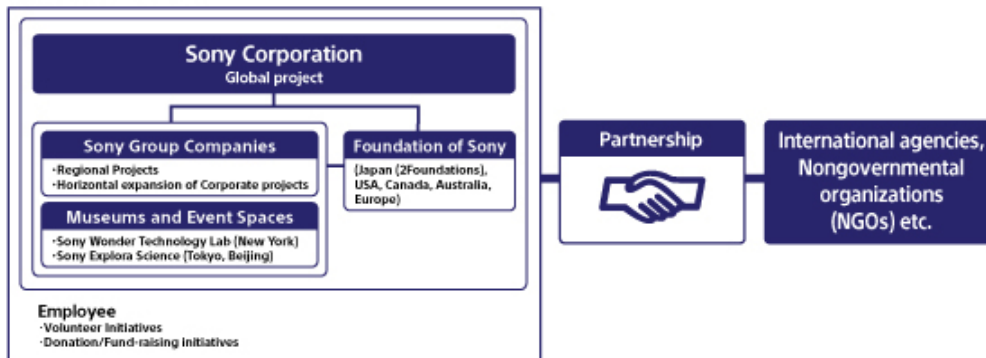 Sony Corporation
Global project
Sony Group Companies
·Regional Projects
·Horizontal expansion of Corporate projects
Museums and Event Spaces
·Sony Wonder Technology Lab (New York)
·Sony Explora Science (Tokyo, Beijing)
Foundation of Sony
(Japan (2Foundations),
USA, Canada, Australia,
Europe)
Employee
·Volunteer Initiatives
·Donation/Fund-raising initiatives
Partnership
International agencies,
Nongovernmental
organizations
(NGOs) etc.